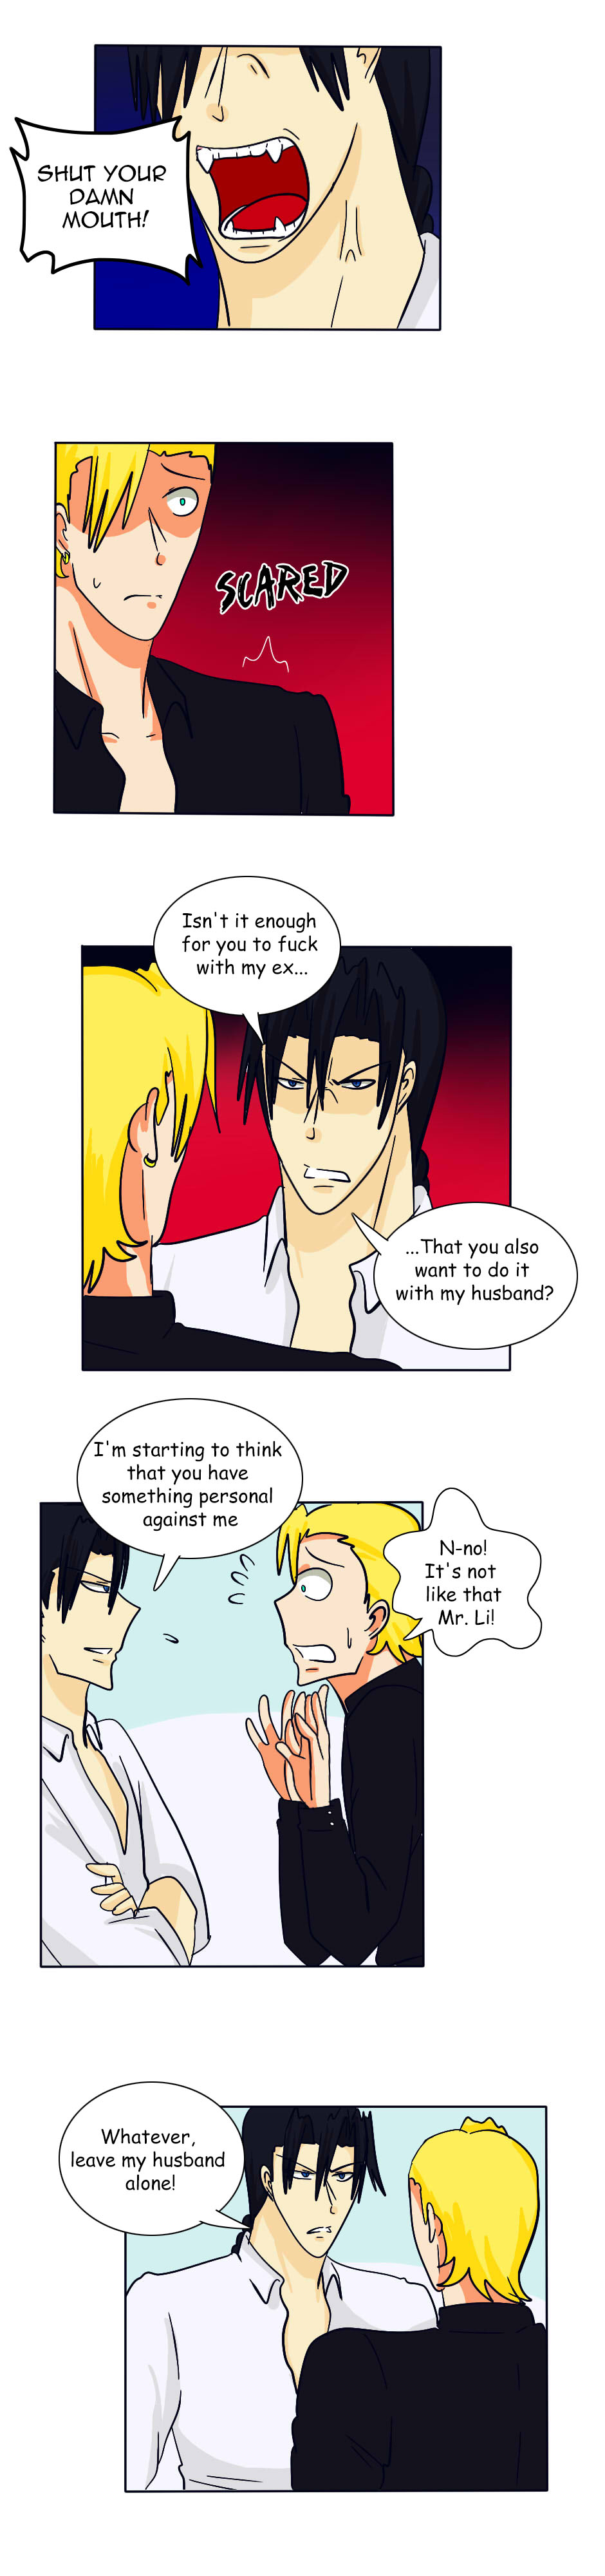 SHUT YOUR
DAMN
MOUTH!
SCARED
Isn't it enough
for you to fuck
with my ex...
...That you also
want to do it
with my husband?
I'm starting to think
that you have
something personal
against me
N-no!
It's not
like that
Mr. Li!
Whatever,
leave my husband
alone!